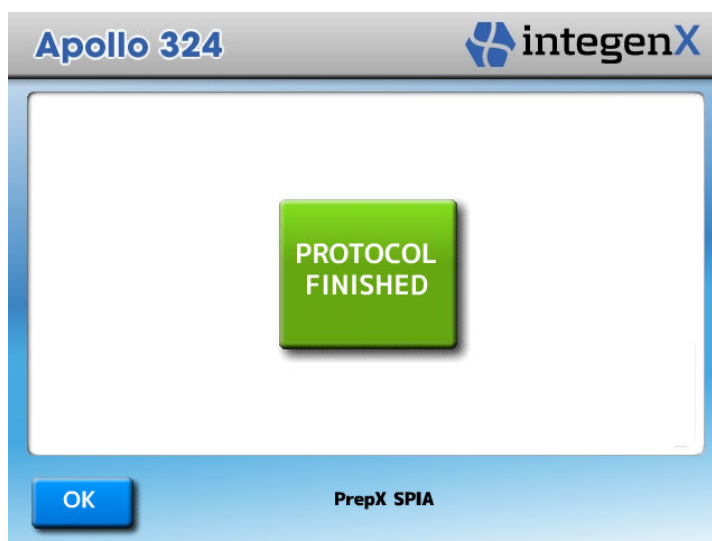 Apollo 324
integenX
PROTOCOL
FINISHED
OK
PrepX SPIA